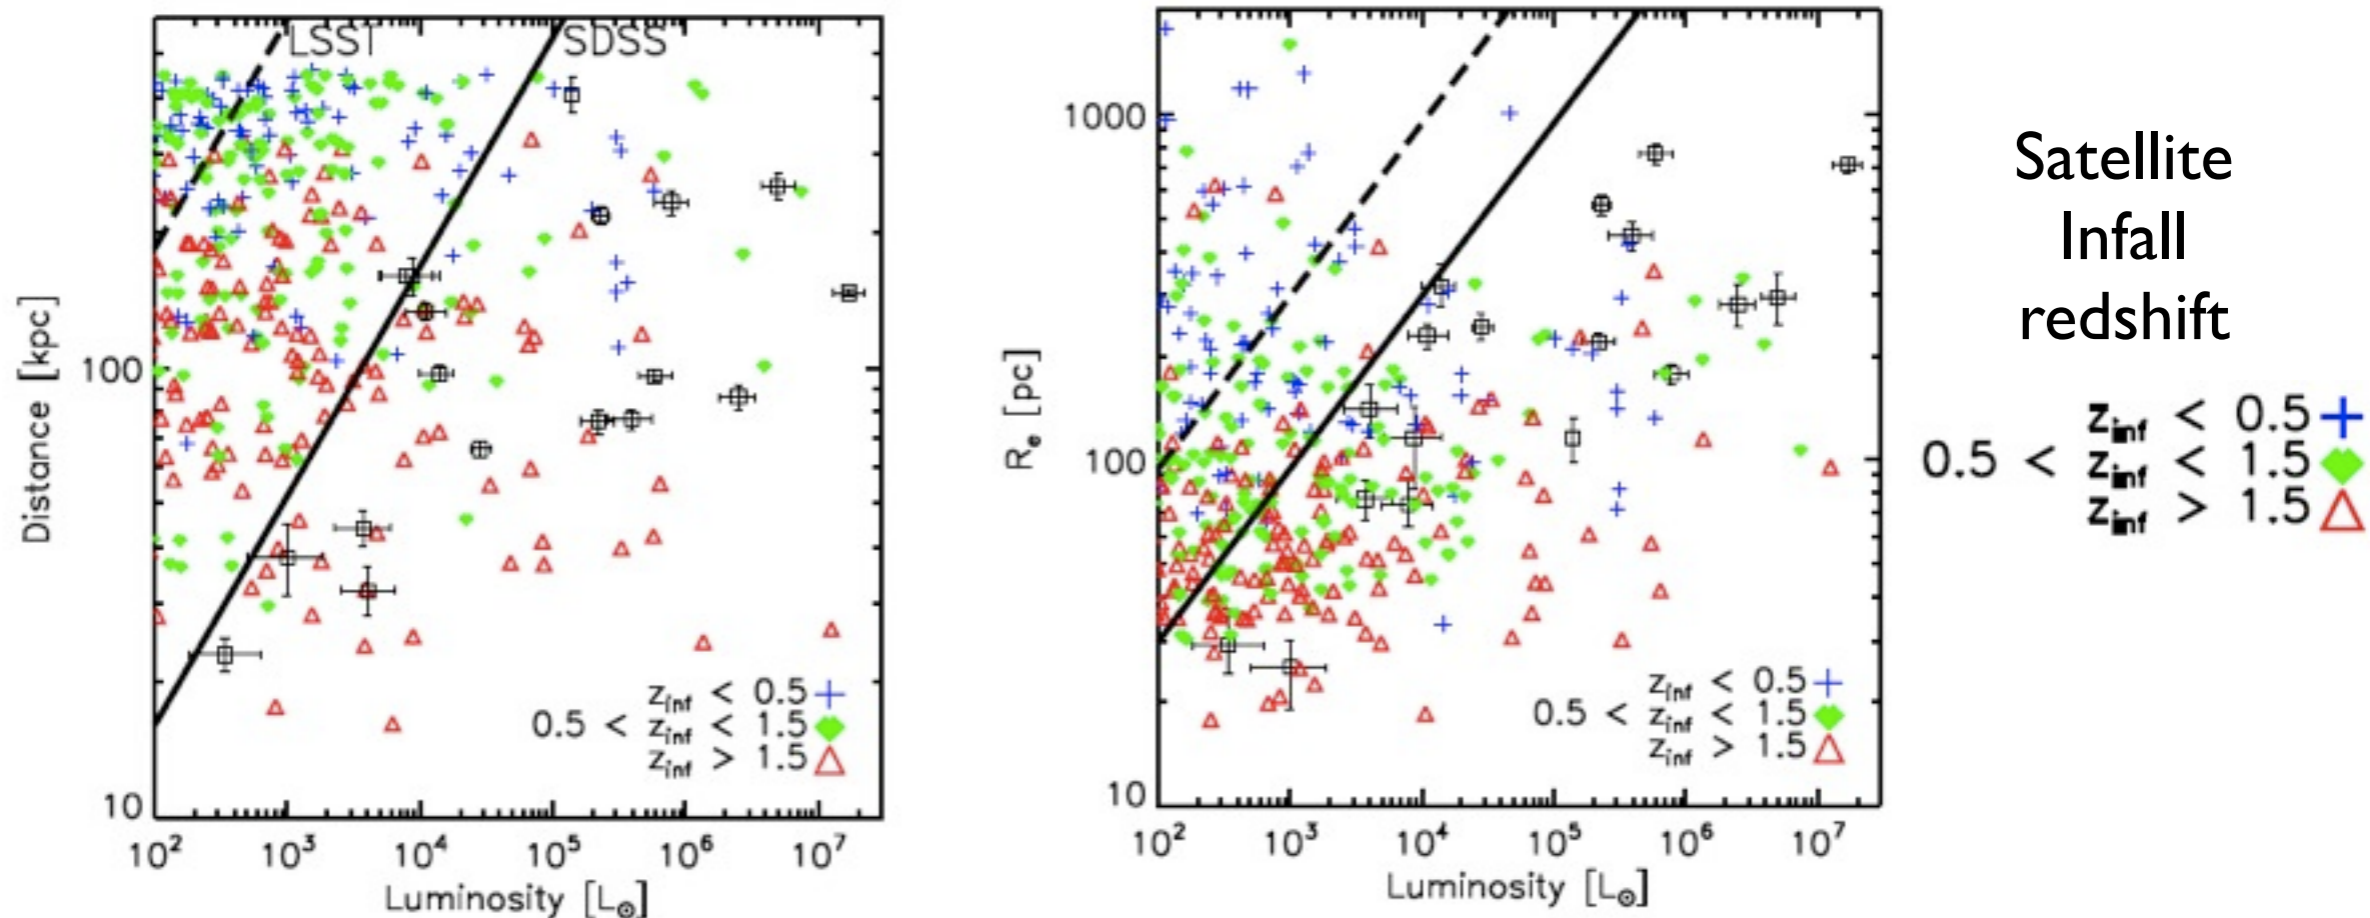 LSST
SDSS
Distance [kpc]
100
10
z_inf < 0.5
0.5 < z_inf < 1.5
z_inf > 1.5
10² 10³ 10⁴ 10⁵ 10⁶ 10⁷
Luminosity [L☉]
Rₑ [pc]
1000
100
10
z_inf < 0.5
0.5 < z_inf < 1.5
z_inf > 1.5
10² 10³ 10⁴ 10⁵ 10⁶ 10⁷
Luminosity [L☉]
Satellite
Infall
redshift
z_inf < 0.5
0.5 < z_inf < 1.5
z_inf > 1.5